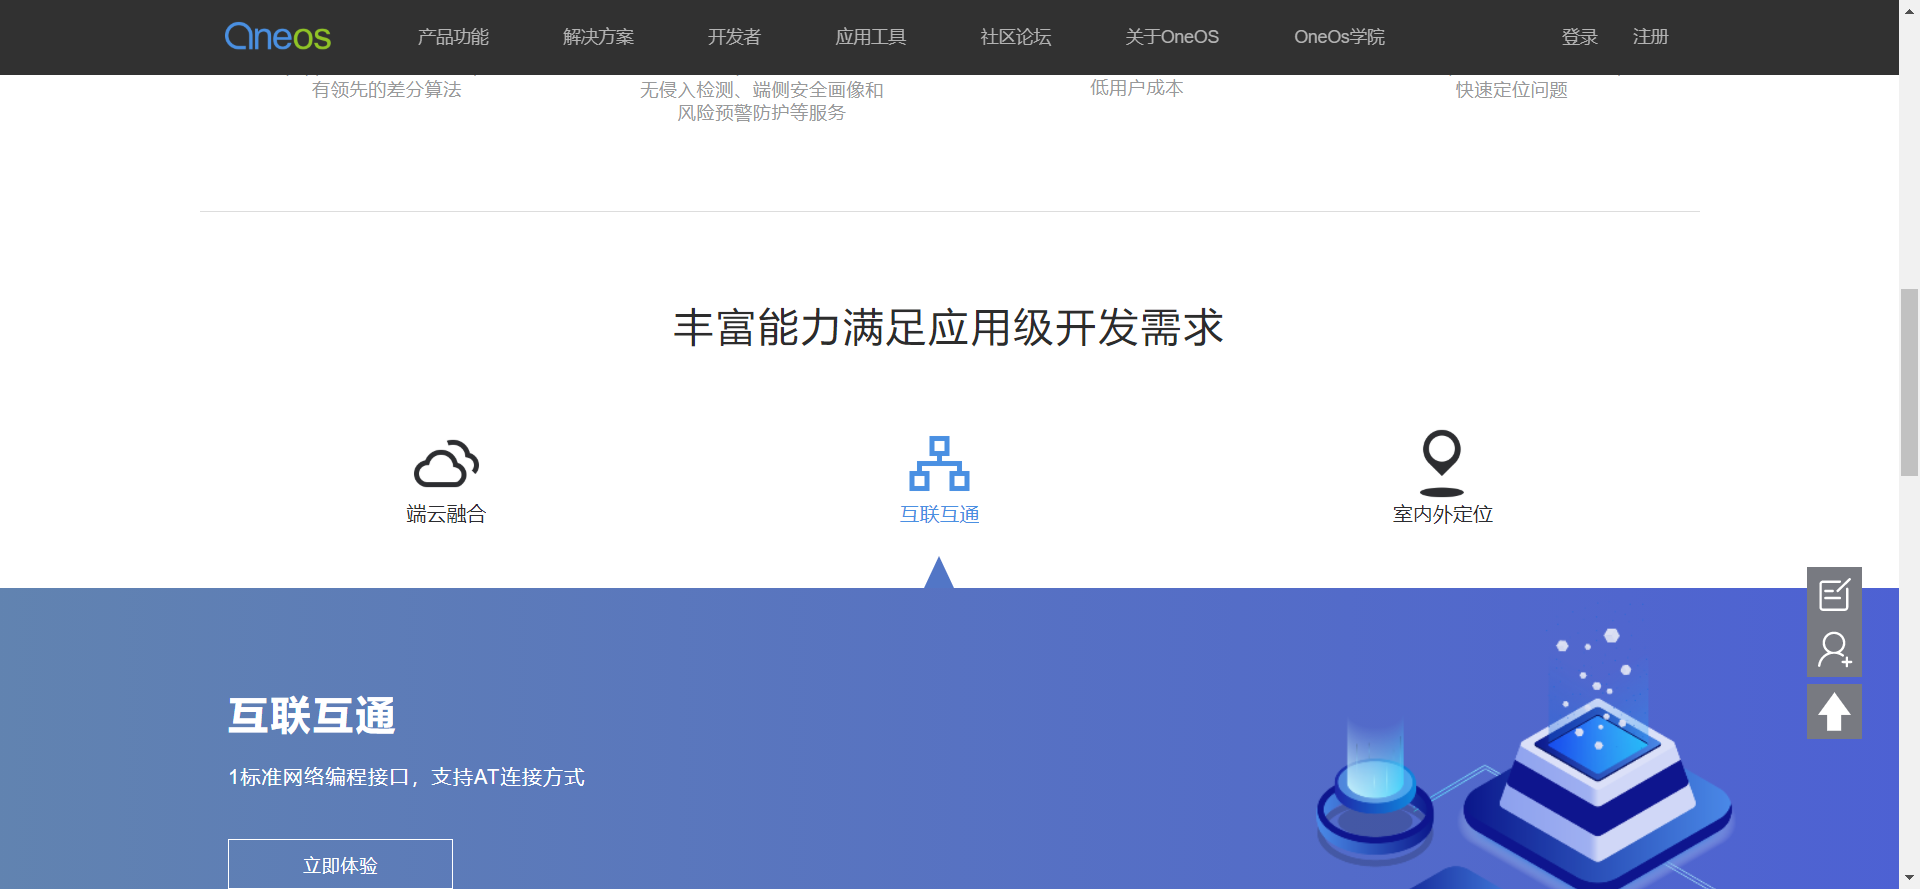 Oneos 产品功能 解决方案 开发者 应用工具 社区论坛 关于OneOS OneOs学院 登录 注册
有领先的差分算法
无侵入检测、端侧安全画像和
风险预警防护等服务
低用户成本
快速定位问题
丰富能力满足应用级开发需求
端云融合
互联互通
室内外定位
互联互通
1标准网络编程接口，支持AT连接方式
立即体验